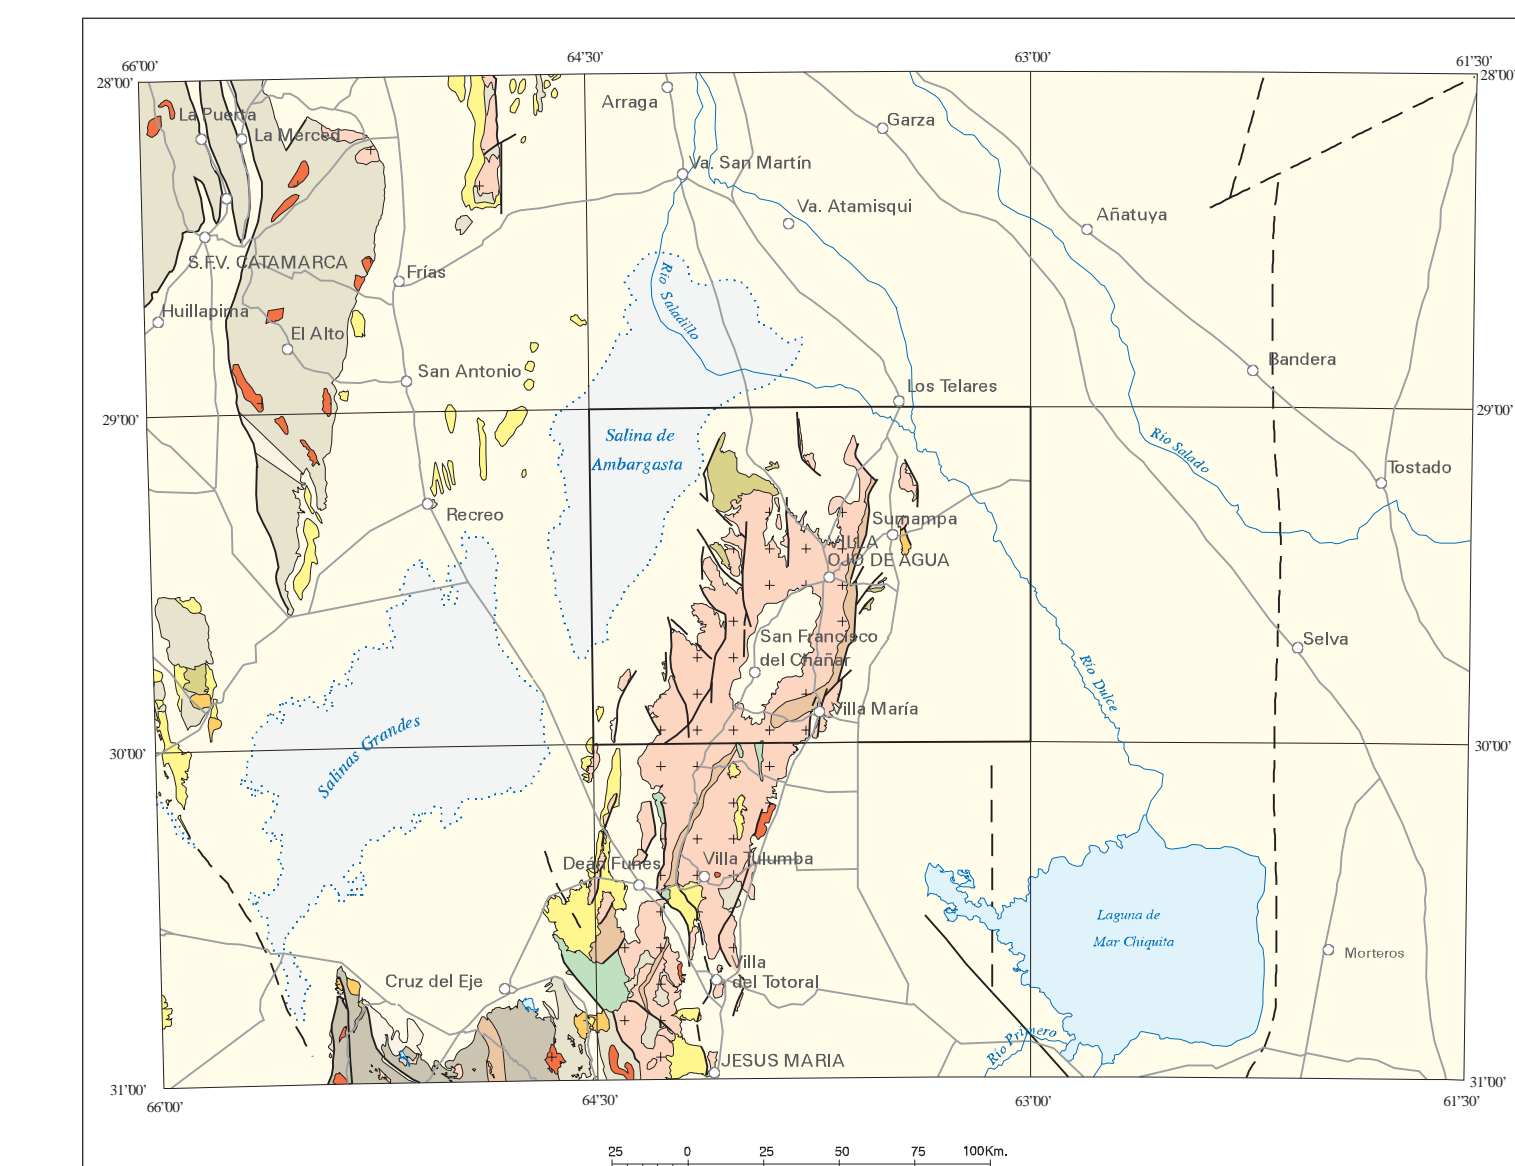 64˚30' 63˚00' 61˚30'
66˚00'
28˚00' 28˚00'
Arraga
La Puerta
Garza
La Merced
Va. San Martín
Va. Atamisqui
Añatuya
S.F.V. CATAMARCA
Frías
Río Saladillo
Huillapima
El Alto
Bandera
San Antonio
Los Telares
29˚00' 29˚00'
Salina de
Ambargasta
Río Salado
Tostado
Recreo
Sumampa
VILLA
OJO DE AGUA
San Francisco
del Chañar
Selva
Río Dulce
Villa María
Salinas Grandes
30˚00' 30˚00'
Deán Funes
Villa Tulumba
Laguna de
Mar Chiquita
Morteros
Villa
del Totoral
Cruz del Eje
Río Primero
JESUS MARIA
31˚00' 31˚00'
66˚00' 64˚30' 63˚00' 61˚30'
25 0 25 50 75 100Km.